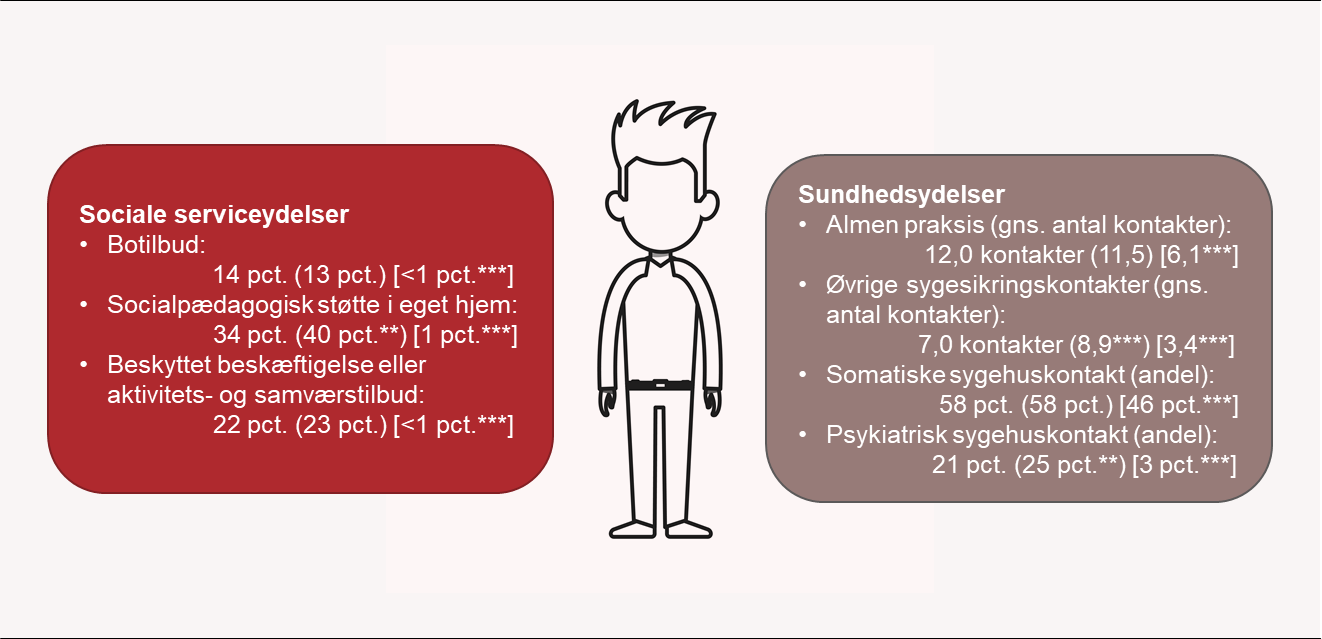 Sociale serviceydelser
• Botilbud:
14 pct. (13 pct.) [<1 pct.***]
• Socialpædagogisk støtte i eget hjem:
34 pct. (40 pct.**) [1 pct.***]
• Beskyttet beskæftigelse eller
aktivitets- og samværstilbud:
22 pct. (23 pct.) [<1 pct.***]
Sundhedsydelser
• Almen praksis (gns. antal kontakter):
12,0 kontakter (11,5) [6,1***]
• Øvrige sygesikringskontakter (gns.
antal kontakter):
7,0 kontakter (8,9***) [3,4***]
• Somatiske sygehuskontakt (andel):
58 pct. (58 pct.) [46 pct.***]
• Psykiatrisk sygehuskontakt (andel):
21 pct. (25 pct.**) [3 pct.***]